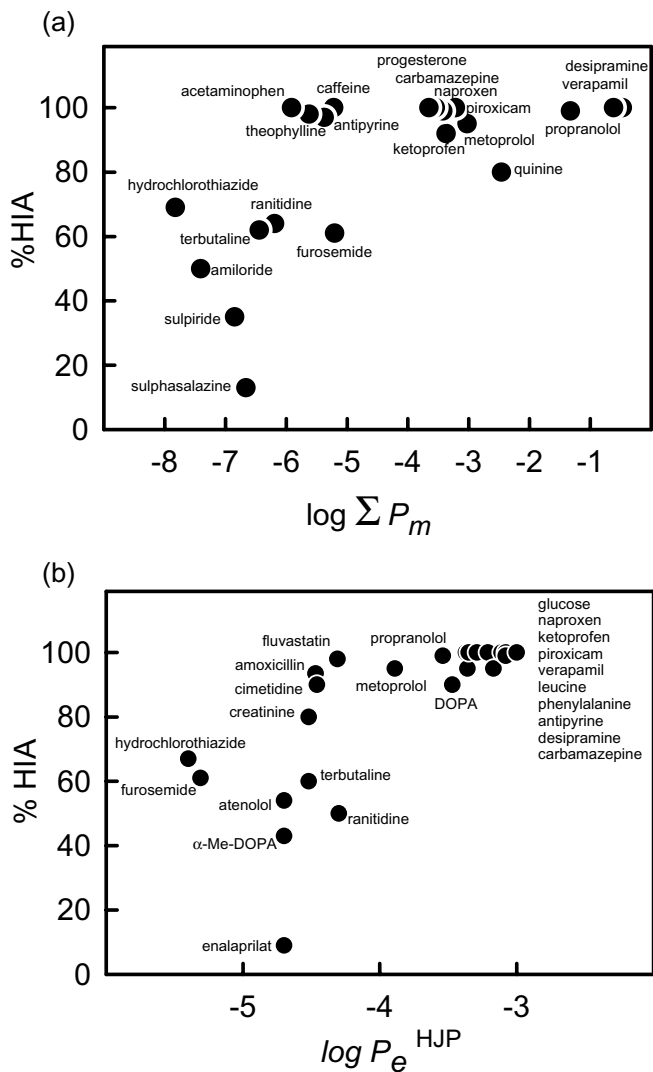 (a)
progesterone
carbamazepine
desipramine
acetaminophen
caffeine
naproxen
verapamil
100
theophylline
antipyrine
piroxicam
propranolol
ketoprofen
metoprolol
80
quinine
hydrochlorothiazide
ranitidine
%HIA
60
terbutaline
furosemide
amiloride
40
sulpiride
20
sulphasalazine
0
-8 -7 -6 -5 -4 -3 -2 -1
log Σ Pm
(b)
glucose
naproxen
ketoprofen
piroxicam
verapamil
leucine
phenylalanine
antipyrine
desipramine
carbamazepine
fluvastatin
propranolol
100
amoxicillin
cimetidine
metoprolol
DOPA
creatinine
80
hydrochlorothiazide
furosemide
terbutaline
% HIA
60
atenolol
ranitidine
α-Me-DOPA
40
20
enalaprilat
0
-5 -4 -3
log Pe HJP